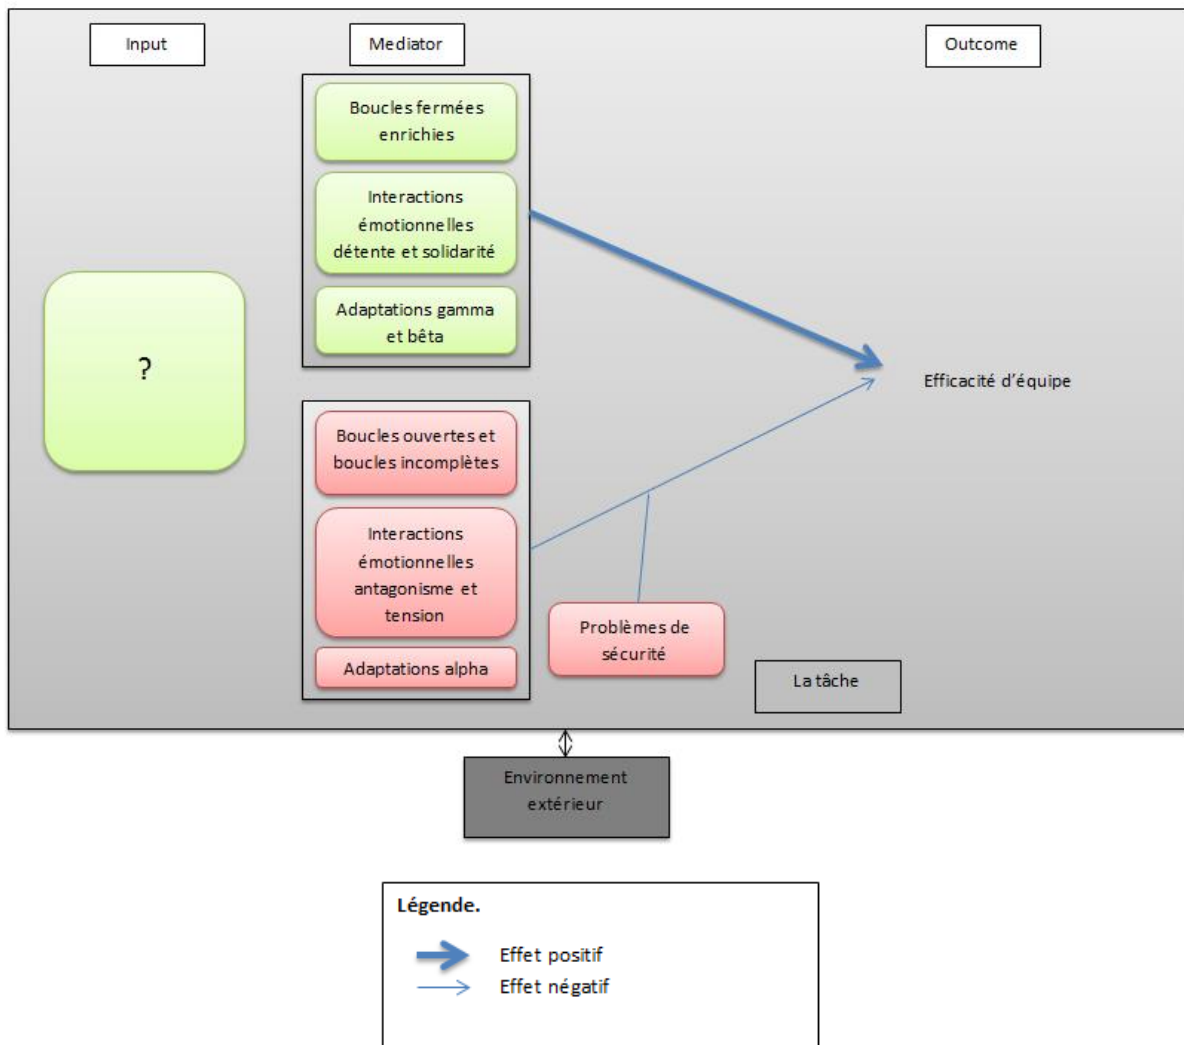 Input
Mediator
Outcome
Boucles fermées
enrichies
Interactions
émotionnelles
détente et solidarité
Adaptations gamma
et bêta
?
Efficacité d'équipe
Boucles ouvertes et
boucles incomplètes
Interactions
émotionnelles
antagonisme et
tension
Adaptations alpha
Problèmes de
sécurité
La tâche
Environnement
extérieur
Légende.
Effet positif
Effet négatif